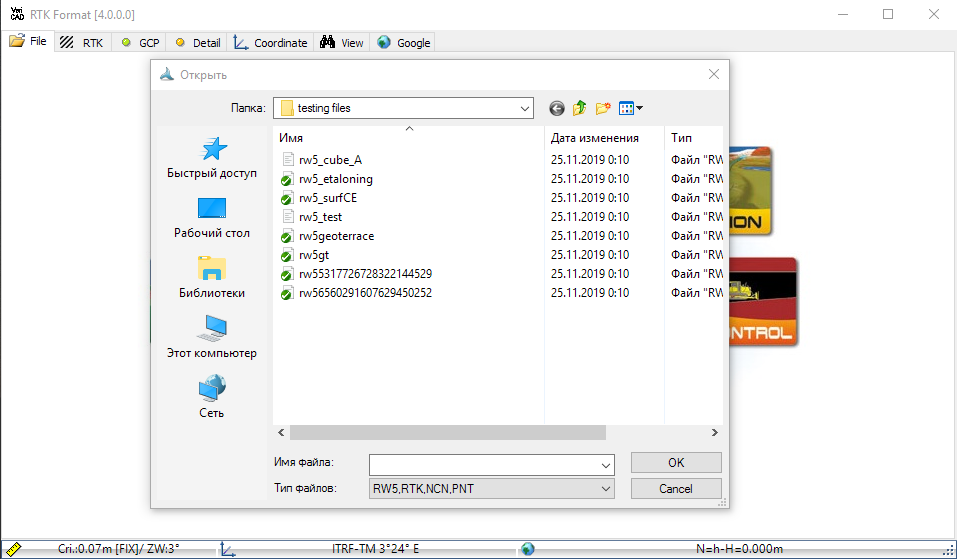 Veri CAD
RTK Format [4.0.0.0]
File RTK GCP Detail Coordinate View Google
Открыть
Папка: testing files
Имя Дата изменения Тип
rw5_cube_A 25.11.2019 0:10 Файл "RW
rw5_etaloning 25.11.2019 0:10 Файл "RW
rw5_surfCE 25.11.2019 0:10 Файл "RW
rw5_test 25.11.2019 0:10 Файл "RW
rw5geoterrace 25.11.2019 0:10 Файл "RW
rw5gt 25.11.2019 0:10 Файл "RW
rw55317726728322144529 25.11.2019 0:10 Файл "RW
rw56560291607629450252 25.11.2019 0:10 Файл "RW
Быстрый доступ
Рабочий стол
Библиотеки
Этот компьютер
Сеть
ION
NTROL
Имя файла: OK
Тип файлов: RW5,RTK,NCN,PNT Cancel
Cri.:0.07m [FIX]/ ZW:3° ITRF-TM 3°24° E N=h-H=0.000m